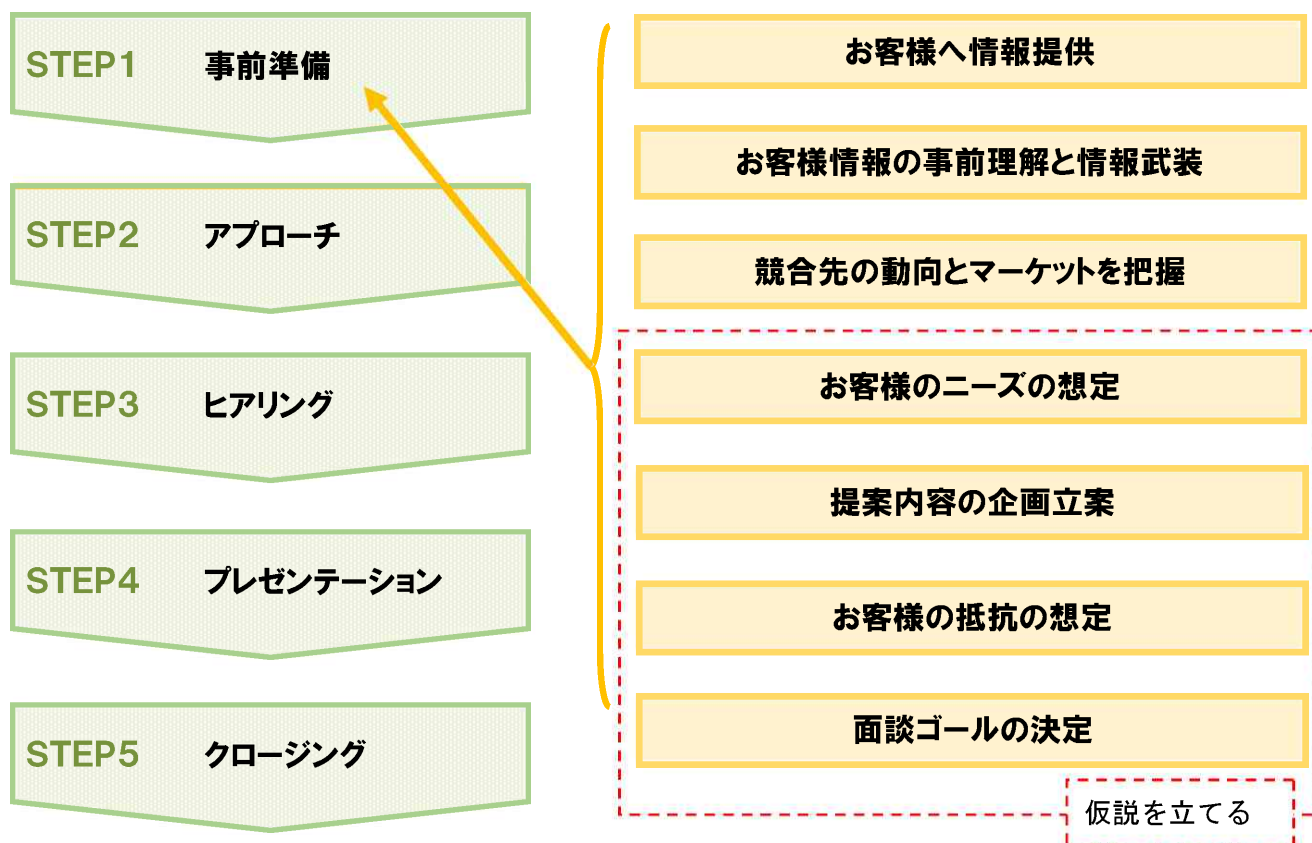 STEP1 事前準備
STEP2 アプローチ
STEP3 ヒアリング
STEP4 プレゼンテーション
STEP5 クロージング
お客様へ情報提供
お客様情報の事前理解と情報武装
競合先の動向とマーケットを把握
お客様のニーズの想定
提案内容の企画立案
お客様の抵抗の想定
面談ゴールの決定
仮説を立てる